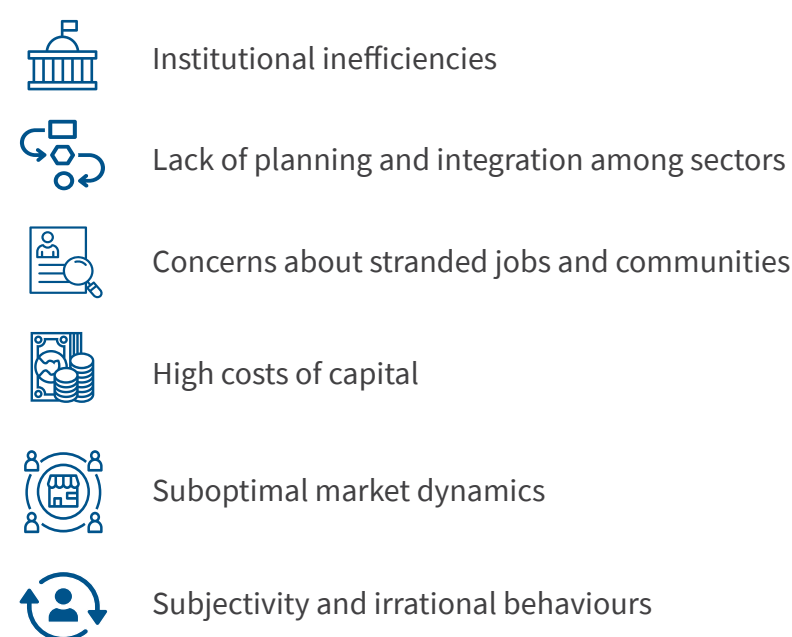 Institutional inefficiencies
Lack of planning and integration among sectors
Concerns about stranded jobs and communities
High costs of capital
Suboptimal market dynamics
Subjectivity and irrational behaviours